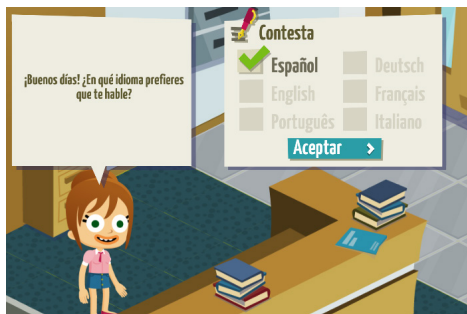 ¡Buenos días! ¿En qué idioma prefieres
que te hable?
Contesta
Español
Deutsch
English
Français
Português
Italiano
Aceptar